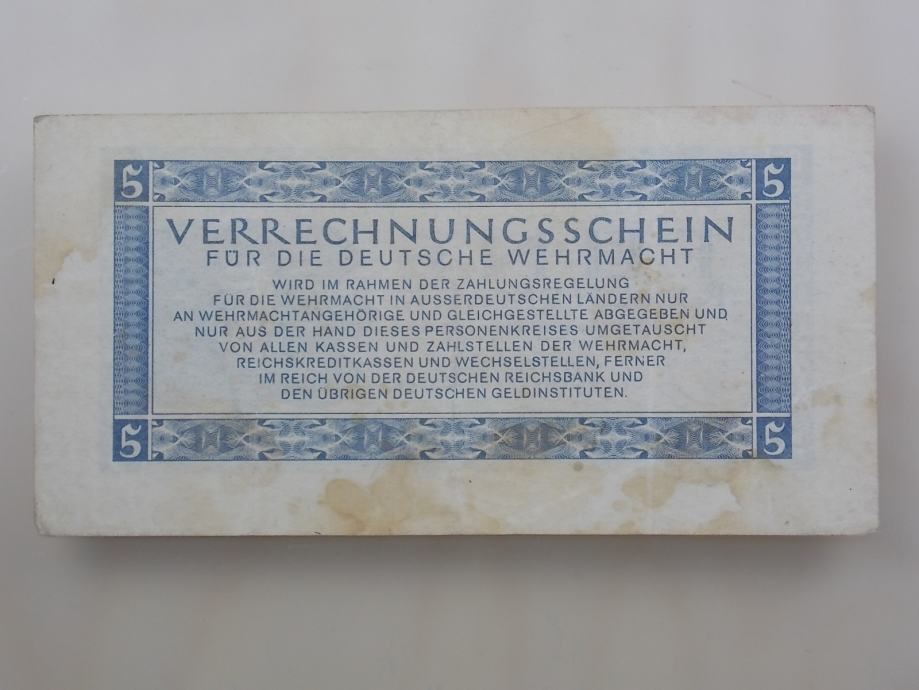 5 5
VERRECHNUNGSSCHEIN
FÜR DIE DEUTSCHE WEHRMACHT
WIRD IM RAHMEN DER ZAHLUNGSREGELUNG
FÜR DIE WEHRMACHT IN AUSSERDEUTSCHEN LÄNDERN NUR
AN WEHRMACHTANGEHÖRIGE UND GLEICHGESTELLTE ABGEGEBEN UND
NUR AUS DER HAND DIESES PERSONENKREISES UMGETAUSCHT
VON ALLEN KASSEN UND ZAHLSTELLEN DER WEHRMACHT,
REICHSKREDITKASSEN UND WECHSELSTELLEN, FERNER
IM REICH VON DER DEUTSCHEN REICHSBANK UND
DEN ÜBRIGEN DEUTSCHEN GELDINSTITUTEN.
5 5